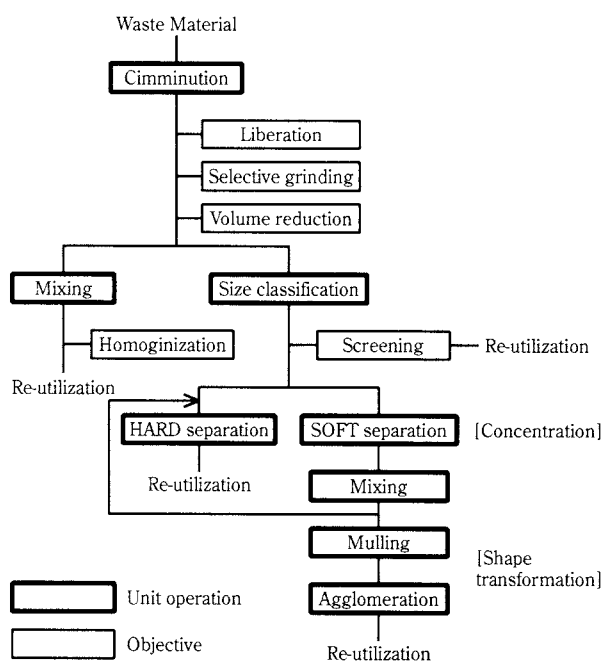 Waste Material
Cimminution
Liberation
Selective grinding
Volume reduction
Mixing
Size classification
Homoginization
Screening
Re-utilization
Re-utilization
HARD separation
SOFT separation
[Concentration]
Re-utilization
Mixing
Mulling
[Shape
transformation]
Agglomeration
Unit operation
Objective
Re-utilization